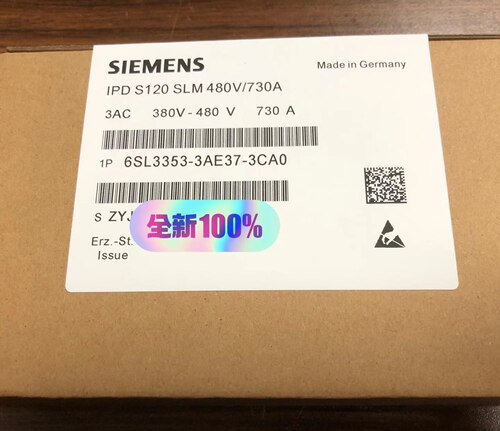 SIEMENS
Made in Germany
IPD S120 SLM 480V/730A
3AC 380V - 480 V 730 A
1P 6SL3353-3AE37-3CA0
S ZYJ
全新100%
Erz.-St.
Issue